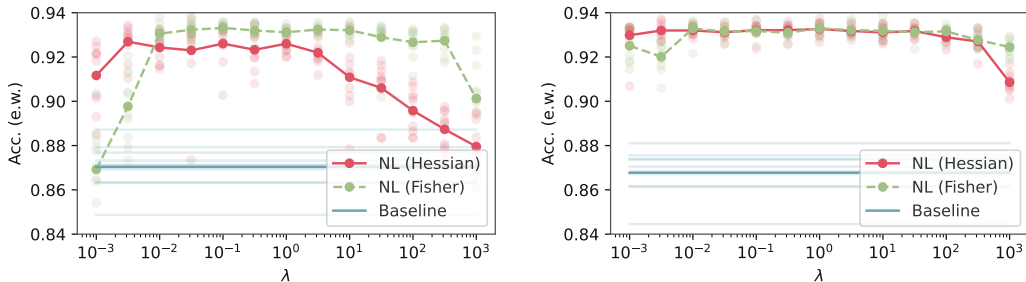 0.94
0.92
0.90
0.88
0.86
0.84
Acc. (e.w.)
NL (Hessian)
NL (Fisher)
Baseline
10⁻³ 10⁻² 10⁻¹ 10⁰ 10¹ 10² 10³
λ
0.94
0.92
0.90
0.88
0.86
0.84
Acc. (e.w.)
NL (Hessian)
NL (Fisher)
Baseline
10⁻³ 10⁻² 10⁻¹ 10⁰ 10¹ 10² 10³
λ